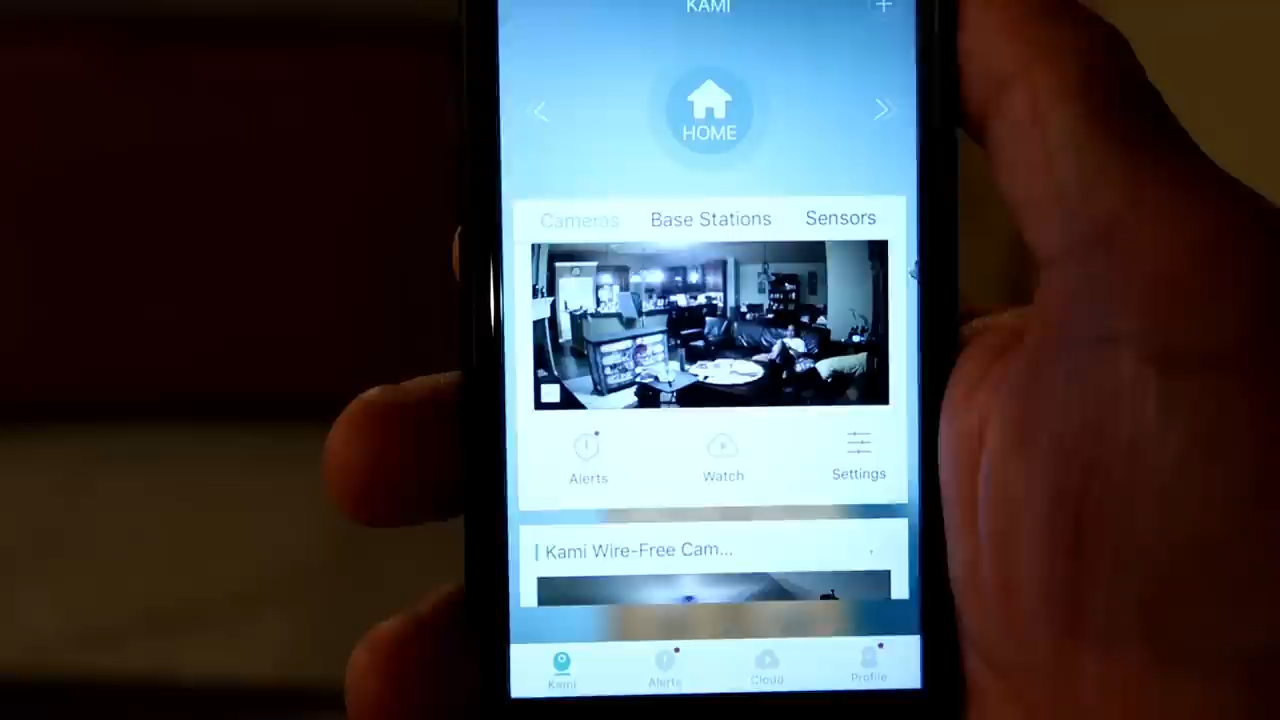 KAMI
HOME
Cameras Base Stations Sensors
Alerts Watch Settings
Kami Wire-Free Cam...
Kami Alerts Cloud Profile